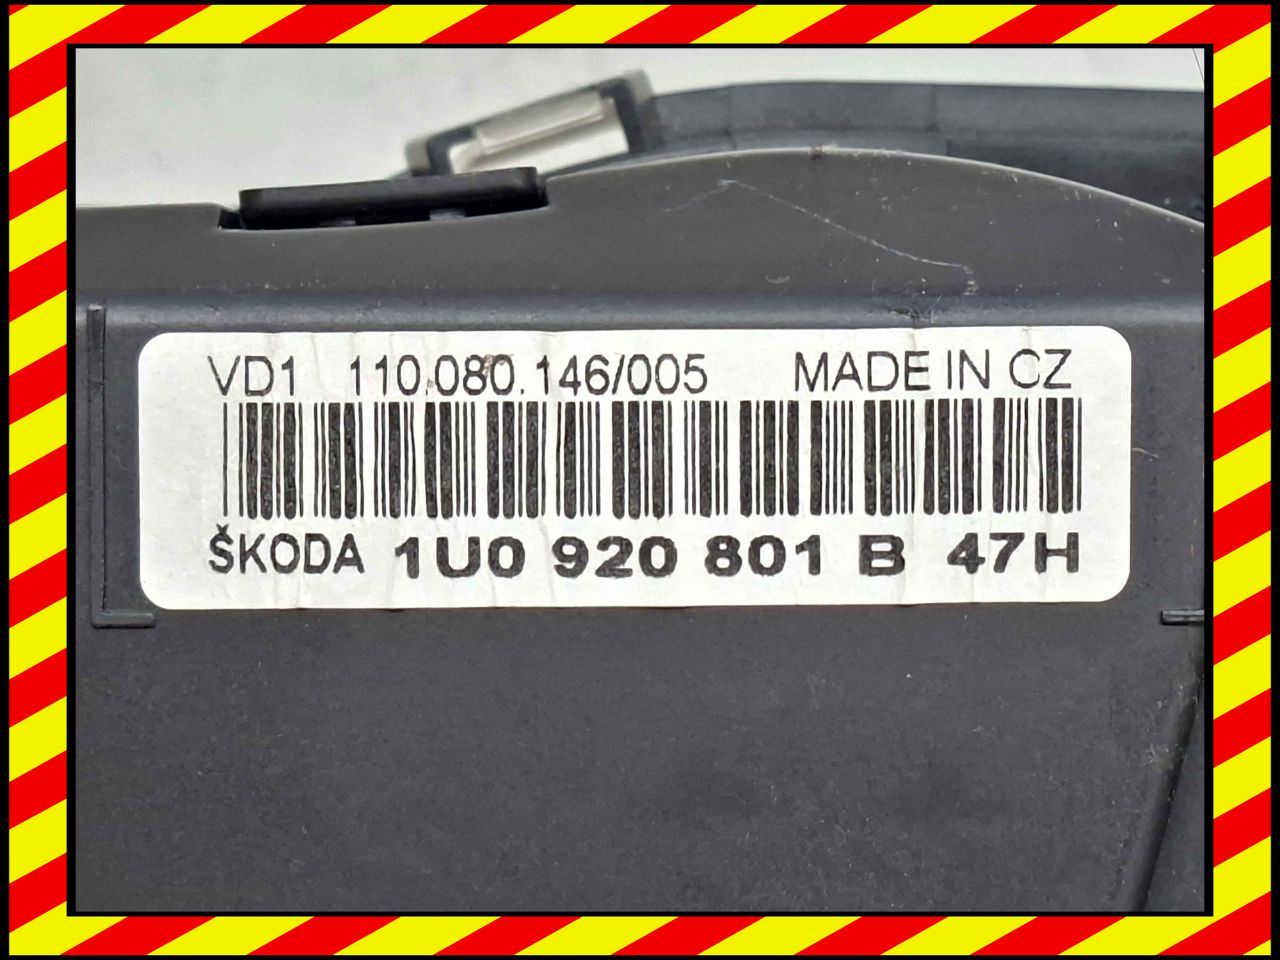 VD1 110.080.146/005 MADE IN CZ
ŠKODA 1U0 920 801 B 47H